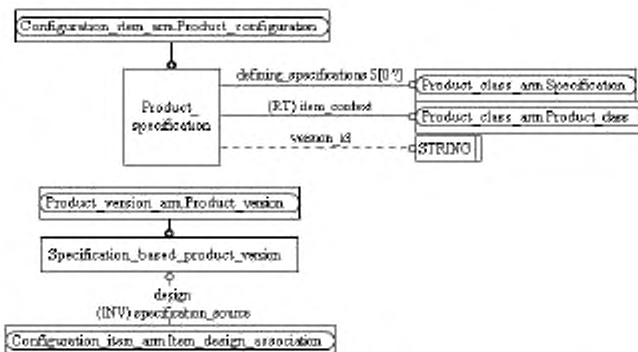 Configuration_item_arm.Product_configuration
defining_specifications S[0:?]
Product_class_arm.Specification
Product_
specification
(RT) item_context
Product_class_arm.Product_class
version_id
STRING
Product_version_arm.Product_version
Specification_based_product_version
design
(INV) specification_source
Configuration_item_arm.Item_design_association